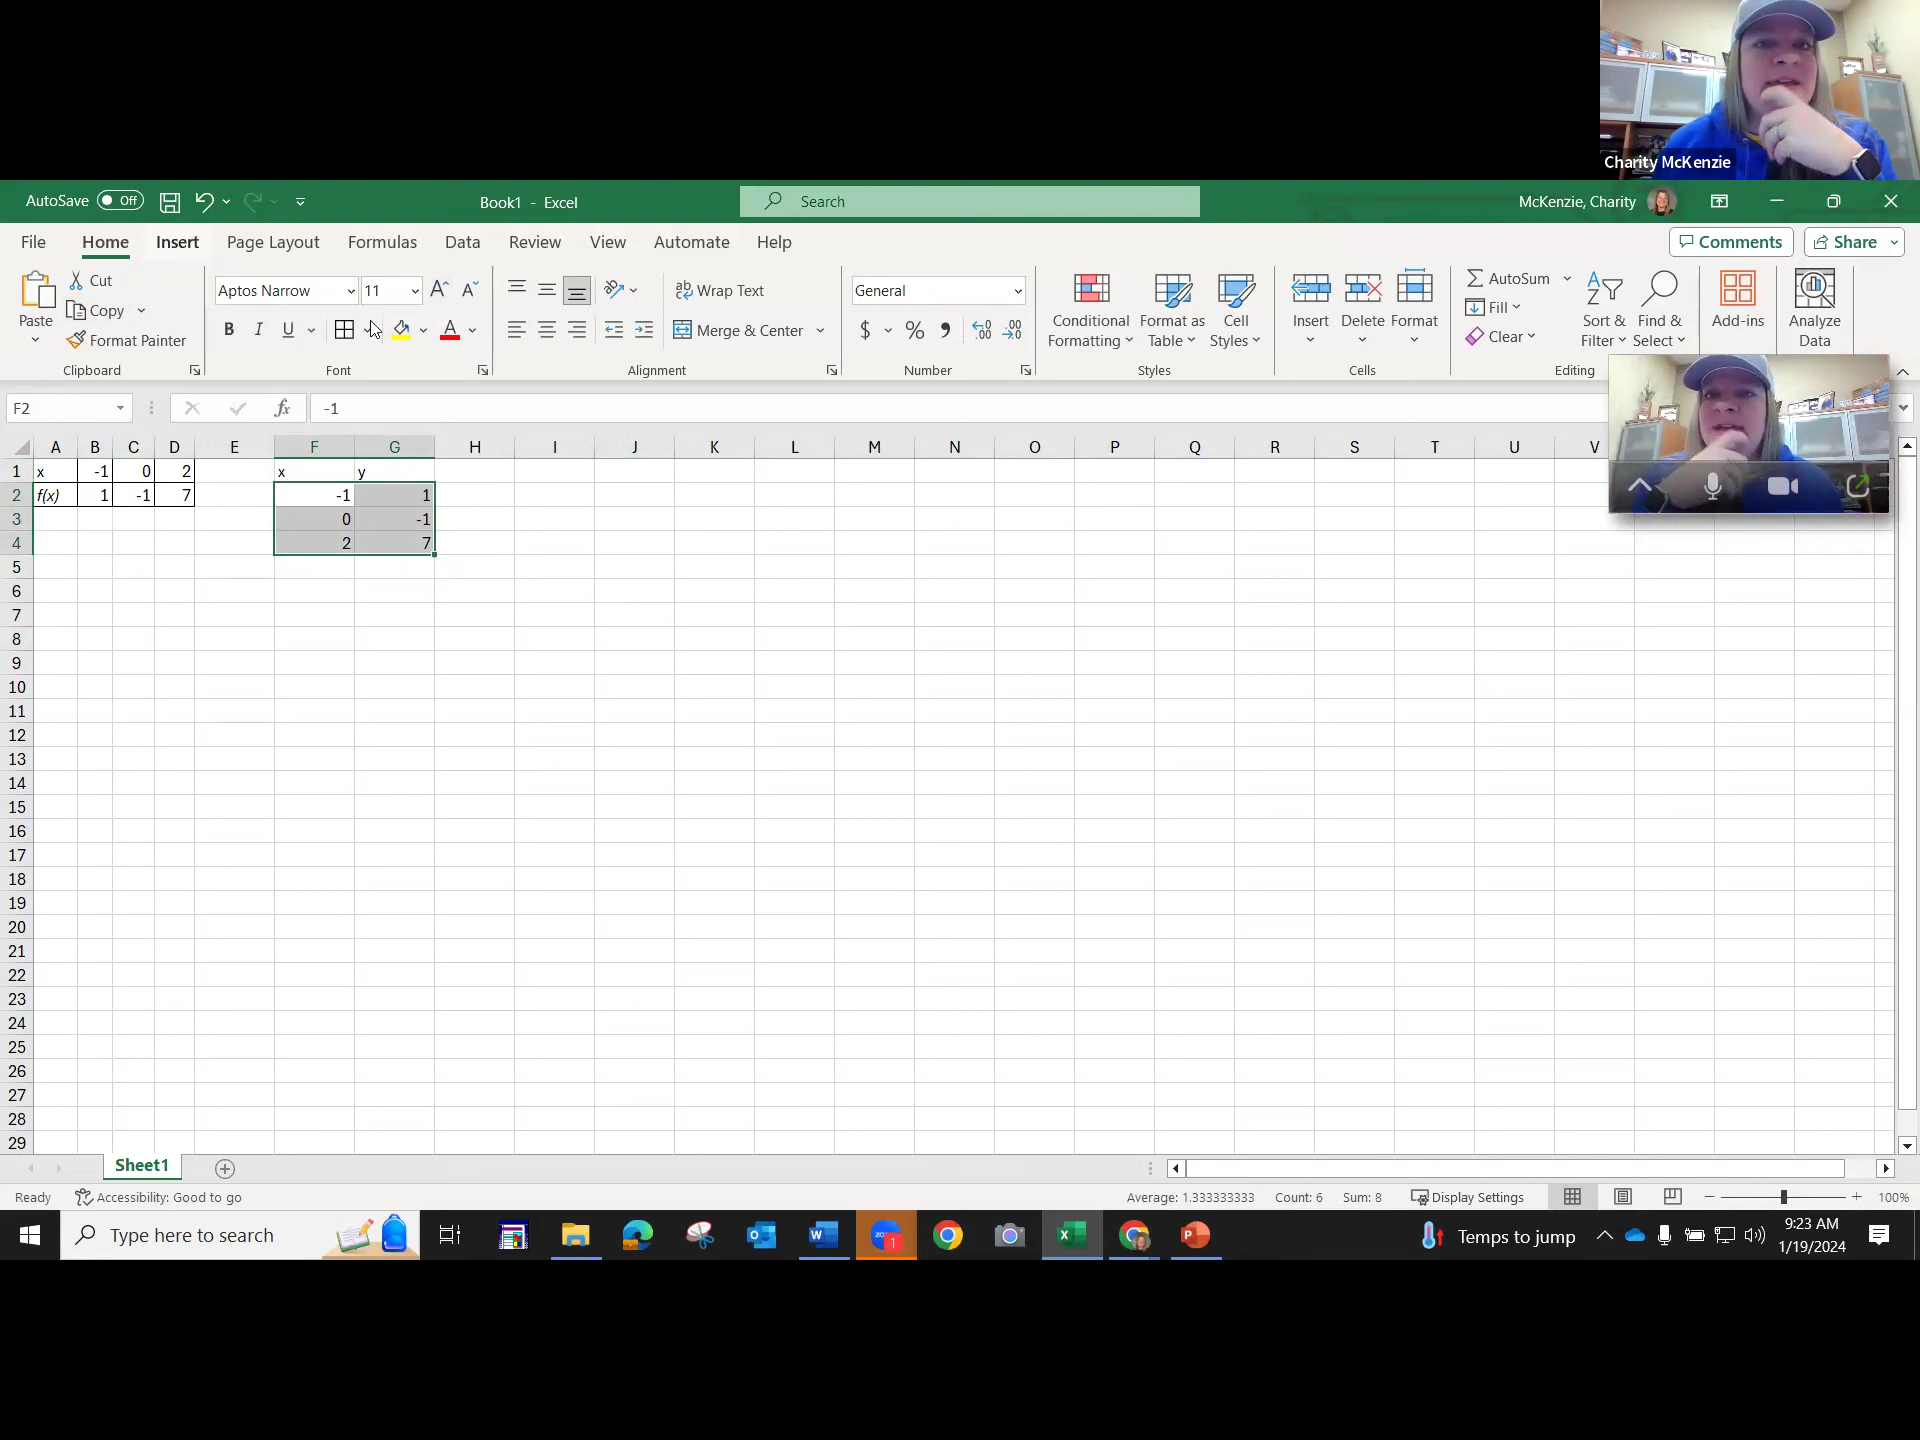 Charity McKenzie
AutoSave Off Book1 - Excel Search McKenzie, Charity
File Home Insert Page Layout Formulas Data Review View Automate Help Comments Share
Paste Cut Copy Format Painter Clipboard
Aptos Narrow 11 B I U A Font
ab Wrap Text Merge & Center Alignment
General $ % Number
Conditional Formatting Format as Table Cell Styles Styles
Insert Delete Format Cells
AutoSum Fill Clear Sort & Filter Find & Select Editing
Add-ins Analyze Data
F2 fx -1
A B C D E F G H I J K L M N O P Q R S T U V
1 x -1 0 2 x y
2 f(x) 1 -1 7 -1 1
3 0 -1
4 2 7
5
6
7
8
9
10
11
12
13
14
15
16
17
18
19
20
21
22
23
24
25
26
27
28
29
Sheet1
Ready Accessibility: Good to go Average: 1.333333333 Count: 6 Sum: 8 Display Settings 100%
Type here to search Temps to jump 9:23 AM
1/19/2024